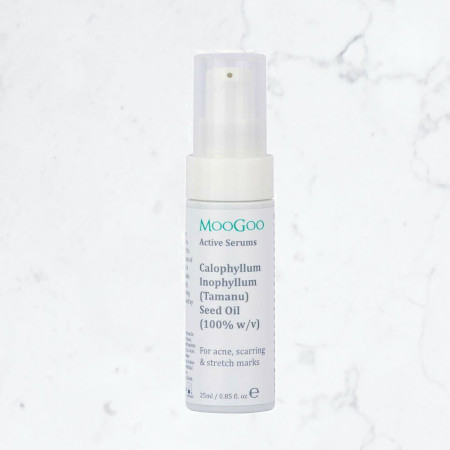 MooGoo
Active Serums
Calophyllum
Inophyllum
(Tamanu)
Seed Oil
(100% w/v)
For acne, scarring
& stretch marks
25ml / 0.85 fl. oz e